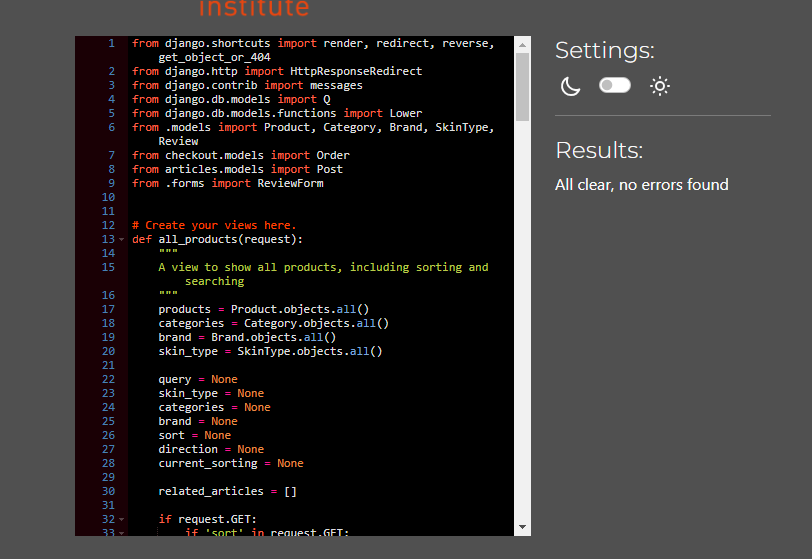 institute
1 from django.shortcuts import render, redirect, reverse,
get_object_or_404
2 from django.http import HttpResponseRedirect
3 from django.contrib import messages
4 from django.db.models import Q
5 from django.db.models.functions import Lower
6 from .models import Product, Category, Brand, SkinType,
Review
7 from checkout.models import Order
8 from articles.models import Post
9 from .forms import ReviewForm
10
11
12 # Create your views here.
13 def all_products(request):
14 """
15 A view to show all products, including sorting and
searching
16 """
17 products = Product.objects.all()
18 categories = Category.objects.all()
19 brand = Brand.objects.all()
20 skin_type = SkinType.objects.all()
21
22 query = None
23 skin_type = None
24 categories = None
25 brand = None
26 sort = None
27 direction = None
28 current_sorting = None
29
30 related_articles = []
31
32 if request.GET:
33 if 'sort' in request.GET:
Settings:
Results:
All clear, no errors found